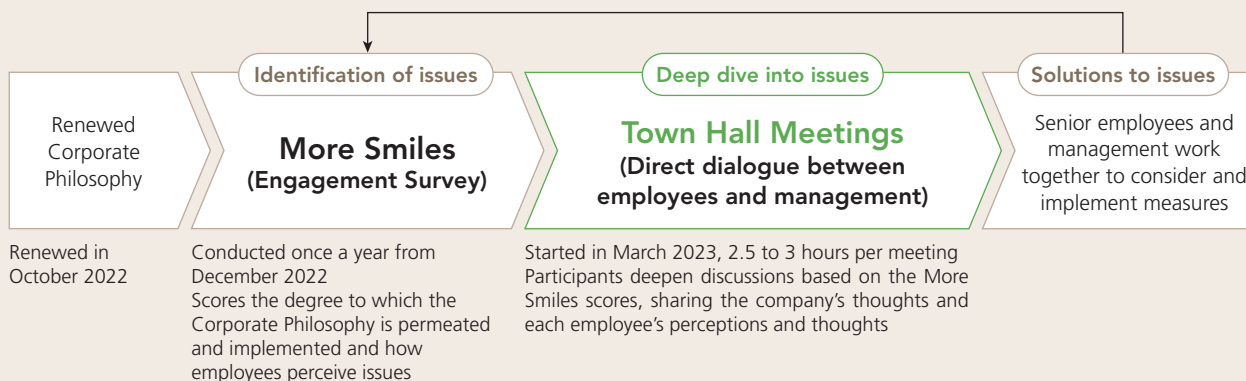 Identification of issues
Deep dive into issues
Solutions to issues
Renewed
Corporate
Philosophy
More Smiles
(Engagement Survey)
Town Hall Meetings
(Direct dialogue between
employees and management)
Senior employees and
management work
together to consider and
implement measures
Renewed in
October 2022
Conducted once a year from
December 2022
Scores the degree to which the
Corporate Philosophy is permeated
and implemented and how
employees perceive issues
Started in March 2023, 2.5 to 3 hours per meeting
Participants deepen discussions based on the More
Smiles scores, sharing the company’s thoughts and
each employee’s perceptions and thoughts